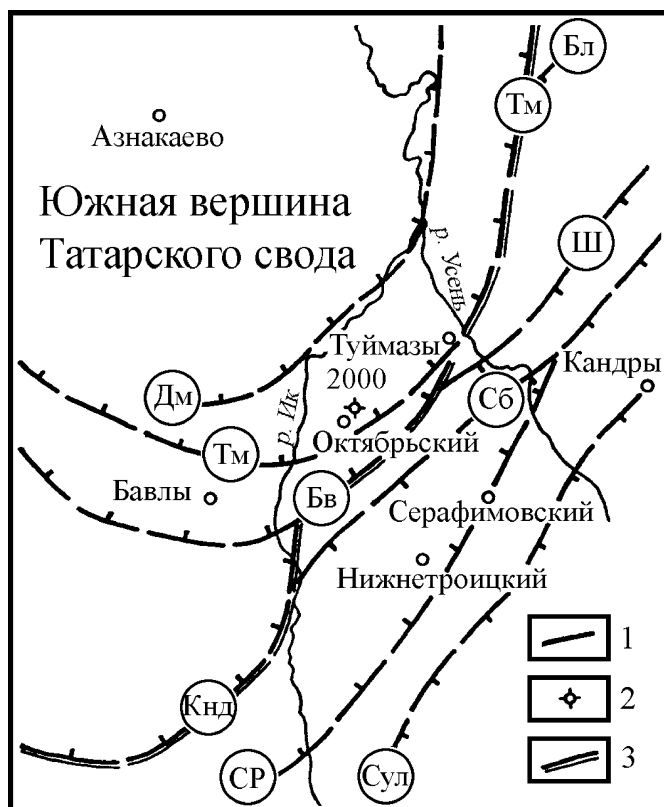 Бл
Тм
Азнакаево
Южная вершина
Татарского свода
Ш
р. Усень
Туймазы
2000
Кандры
Дм
Сб
р. Ик
Октябрьский
Тм
Бавлы
Бв
Серафимовский
Нижнетроицкий
1
2
Кнд
3
СР
Сул